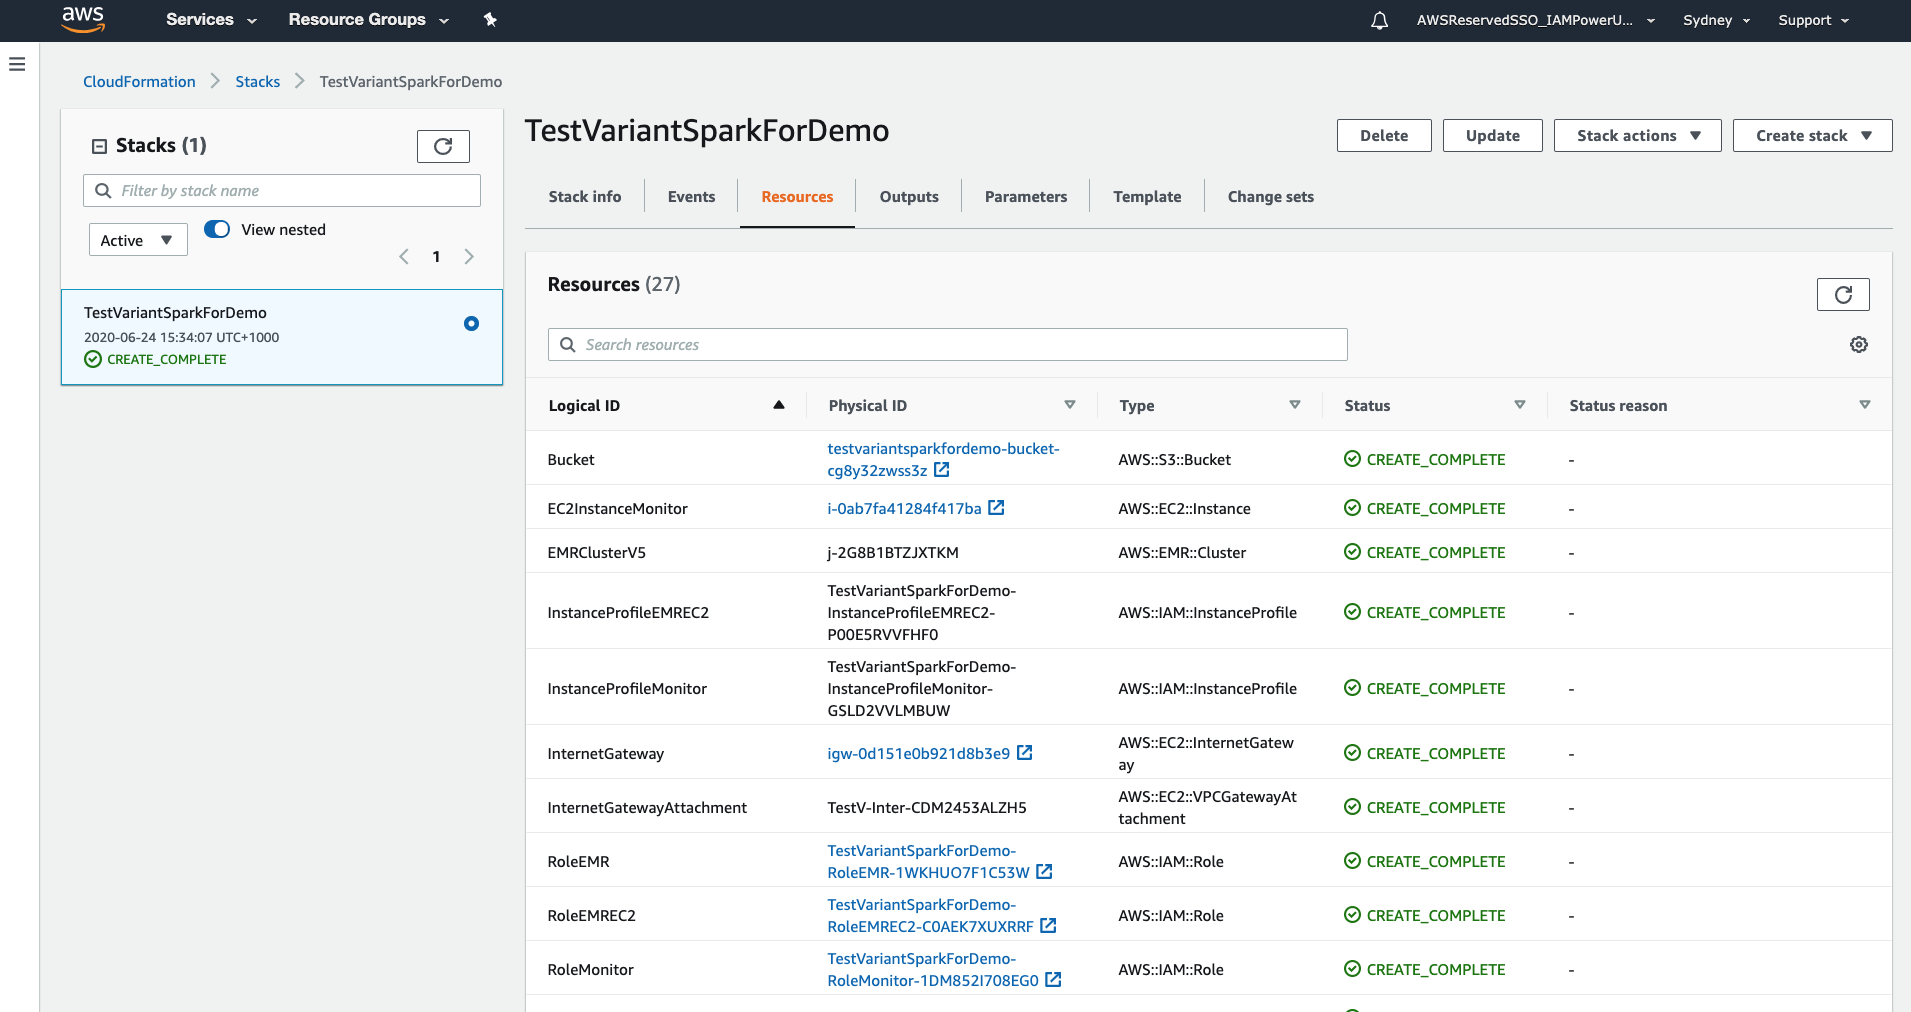 aws
Services
Resource Groups
AWSReservedSSO_IAMPowerU...
Sydney
Support
CloudFormation
Stacks
TestVariantSparkForDemo
Stacks (1)
Filter by stack name
Active
View nested
1
TestVariantSparkForDemo
2020-06-24 15:34:07 UTC+1000
CREATE_COMPLETE
TestVariantSparkForDemo
Delete
Update
Stack actions
Create stack
Stack info
Events
Resources
Outputs
Parameters
Template
Change sets
Resources (27)
Search resources
Logical ID
Physical ID
Type
Status
Status reason
Bucket
testvariantsparkfordemo-bucket-
cg8y32zwss3z
AWS::S3::Bucket
CREATE_COMPLETE
-
EC2InstanceMonitor
i-0ab7fa41284f417ba
AWS::EC2::Instance
CREATE_COMPLETE
-
EMRClusterV5
j-2G8B1BTZJXTKM
AWS::EMR::Cluster
CREATE_COMPLETE
-
InstanceProfileEMREC2
TestVariantSparkForDemo-
InstanceProfileEMREC2-
P00E5RVVFHF0
AWS::IAM::InstanceProfile
CREATE_COMPLETE
-
InstanceProfileMonitor
TestVariantSparkForDemo-
InstanceProfileMonitor-
GSLD2VVLMBUW
AWS::IAM::InstanceProfile
CREATE_COMPLETE
-
InternetGateway
igw-0d151e0b921d8b3e9
AWS::EC2::InternetGatew
ay
CREATE_COMPLETE
-
InternetGatewayAttachment
TestV-Inter-CDM2453ALZH5
AWS::EC2::VPCGatewayAt
tachment
CREATE_COMPLETE
-
RoleEMR
TestVariantSparkForDemo-
RoleEMR-1WKHUO7F1C53W
AWS::IAM::Role
CREATE_COMPLETE
-
RoleEMREC2
TestVariantSparkForDemo-
RoleEMREC2-C0AEK7XUXRRF
AWS::IAM::Role
CREATE_COMPLETE
-
RoleMonitor
TestVariantSparkForDemo-
RoleMonitor-1DM852I708EG0
AWS::IAM::Role
CREATE_COMPLETE
-